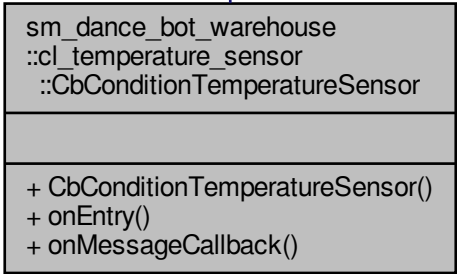 sm_dance_bot_warehouse
::cl_temperature_sensor
::CbConditionTemperatureSensor
+ CbConditionTemperatureSensor()
+ onEntry()
+ onMessageCallback()